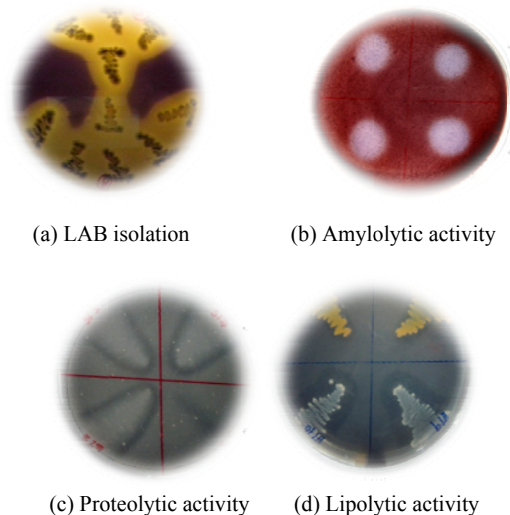 (a) LAB isolation
(b) Amylolytic activity
(c) Proteolytic activity
(d) Lipolytic activity